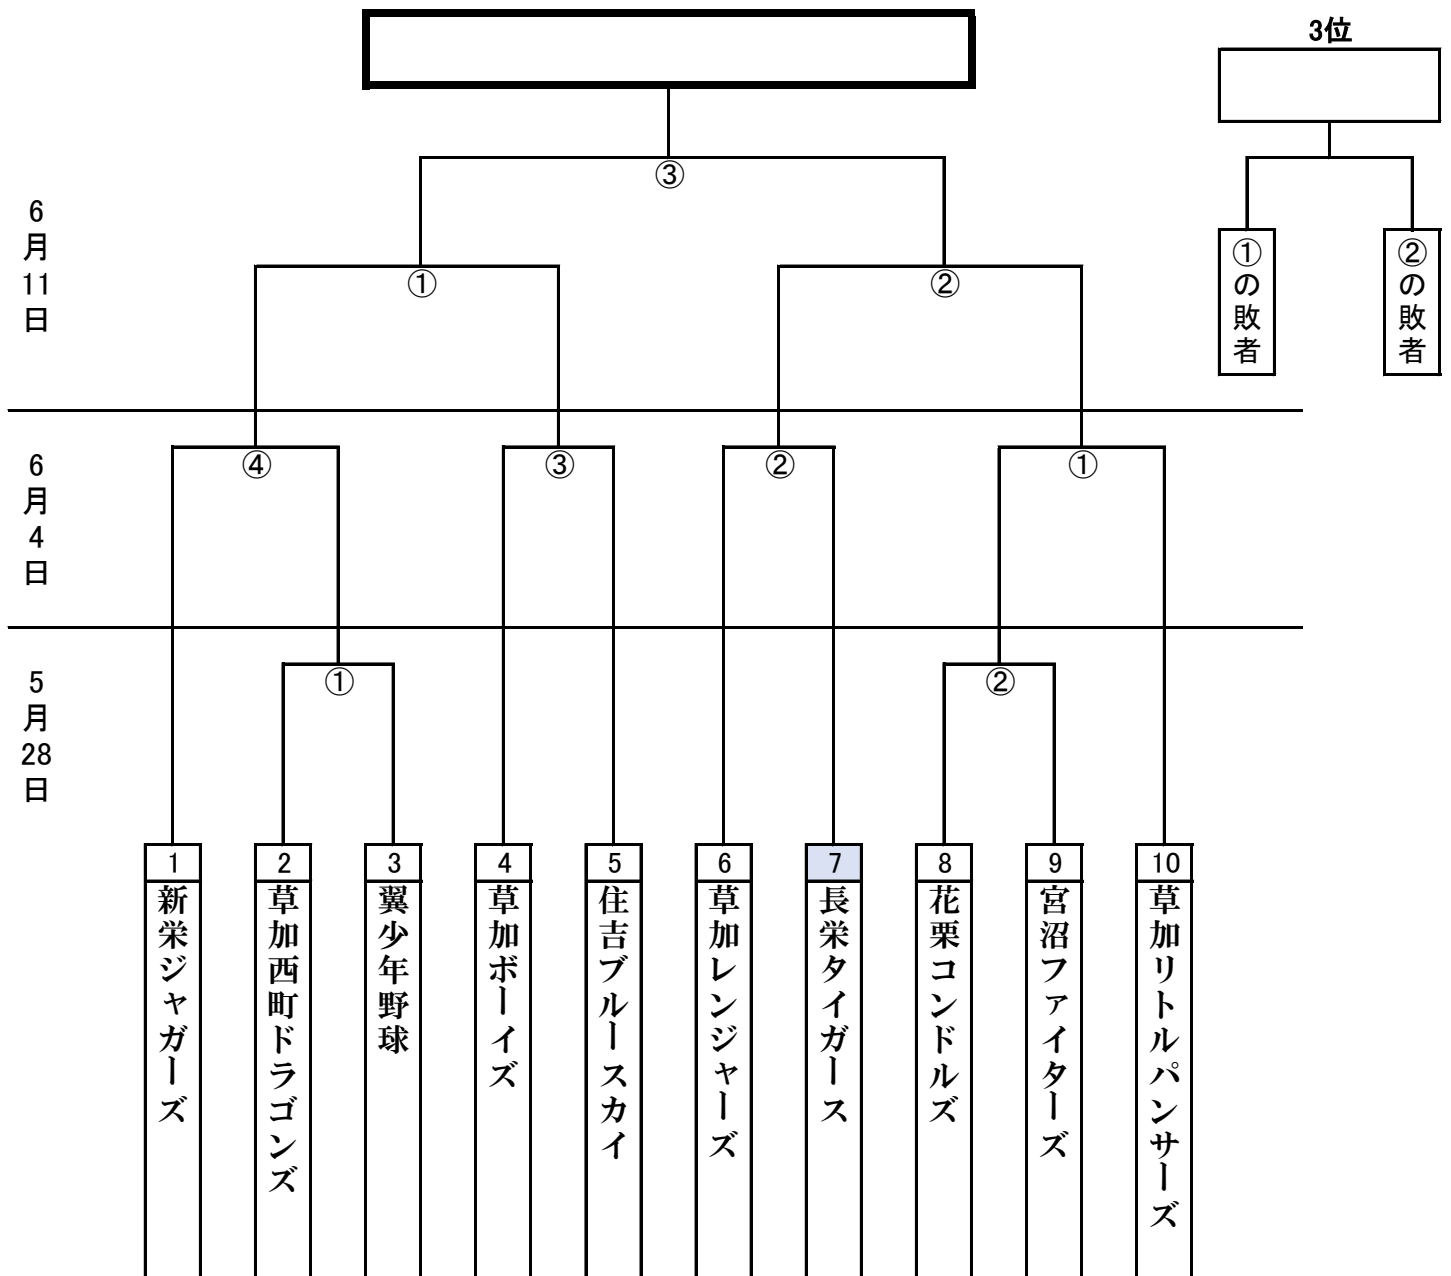 3位
③
6月11日
①
②
①の敗者
②の敗者
6月4日
④
③
②
①
5月28日
①
②
1
2
3
4
5
6
7
8
9
10
新栄ジャガーズ
草加西町ドラゴンズ
翼少年野球
草加ボーイズ
住吉ブルースカイ
草加レンジャーズ
長栄タイガース
花栗コンドルズ
宮沼ファイターズ
草加リトルパンサーズ